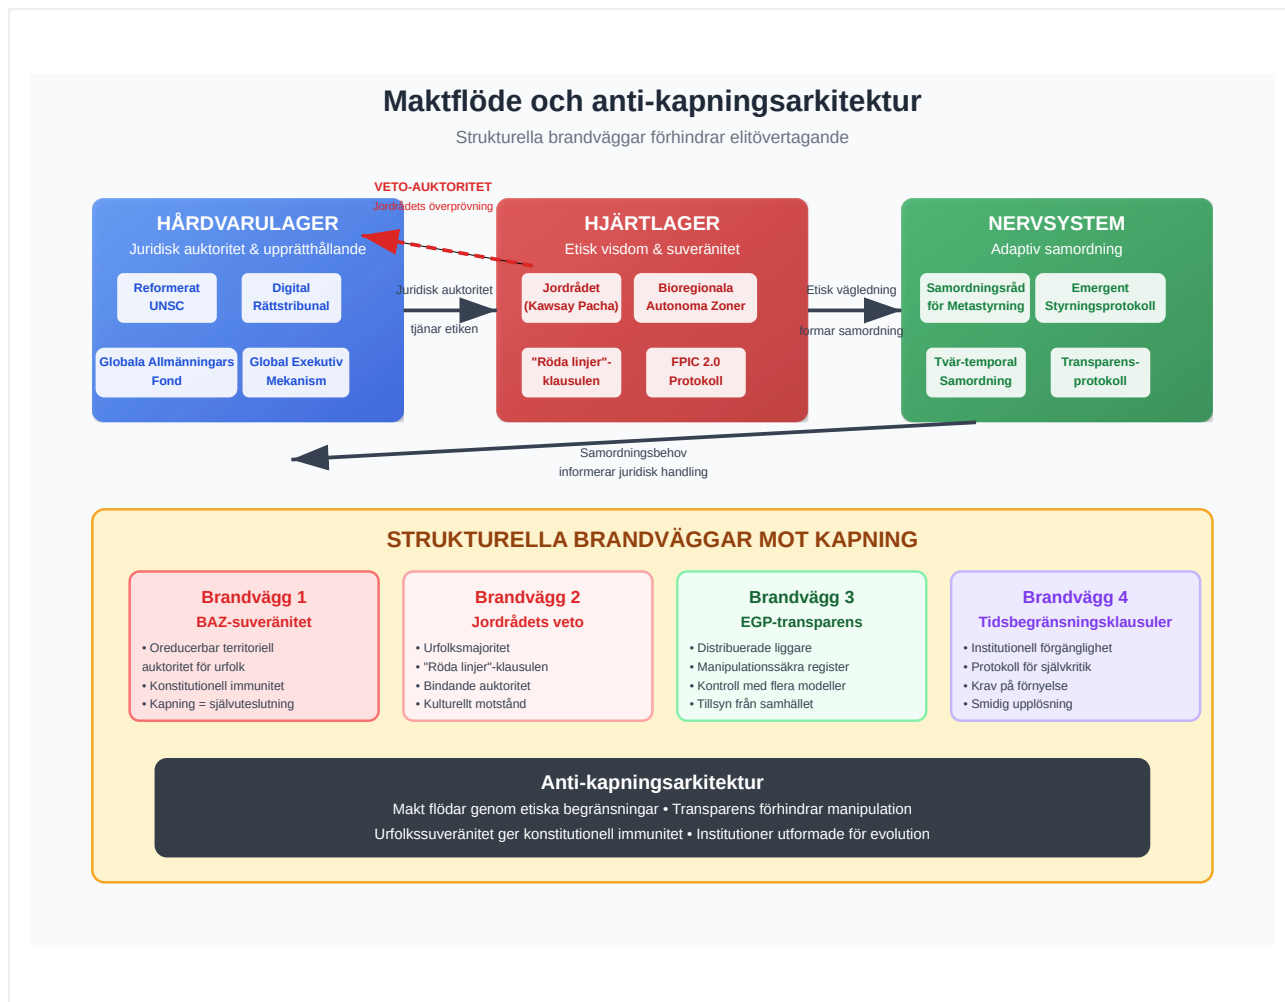 Maktflöde och anti-kapningsarkitektur
Strukturella brandväggar förhindrar elitövertagande
VETO-AUKTORITET
Jordrådets överprövning
HÅRDVARULAGER
Juridisk auktoritet & upprätthållande
Reformerat
UNSC
Digital
Rättstribunal
Globala Allmänningars
Fond
Global Exekutiv
Mekanism
Juridisk auktoritet
tjänar etiken
HJÄRTLAGER
Etisk visdom & suveränitet
Jordrådet
(Kawsay Pacha)
Bioregionala
Autonoma Zoner
"Röda linjer"-
klausulen
FPIC 2.0
Protokoll
Etisk vägledning
formar samordning
NERVSYSTEM
Adaptiv samordning
Samordningsråd
för Metastyrning
Emergent
Styrningsprotokoll
Tvär-temporal
Samordning
Transparens-
protokoll
Samordningsbehov
informerar juridisk handling
STRUKTURELLA BRANDVÄGGAR MOT KAPNING
Brandvägg 1
BAZ-suveränitet
• Oreducerbar territoriell
auktoritet för urfolk
• Konstitutionell immunitet
• Kapning = självuteslutning
Brandvägg 2
Jordrådets veto
• Urfolksmajoritet
• "Röda linjer"-klausulen
• Bindande auktoritet
• Kulturellt motstånd
Brandvägg 3
EGP-transparens
• Distribuerade liggare
• Manipulationssäkra register
• Kontroll med flera modeller
• Tillsyn från samhället
Brandvägg 4
Tidsbegränsningsklausuler
• Institutionell förgänglighet
• Protokoll för självkritik
• Krav på förnyelse
• Smidig upplösning
Anti-kapningsarkitektur
Makt flödar genom etiska begränsningar • Transparens förhindrar manipulation
Urfolkssuveränitet ger konstitutionell immunitet • Institutioner utformade för evolution